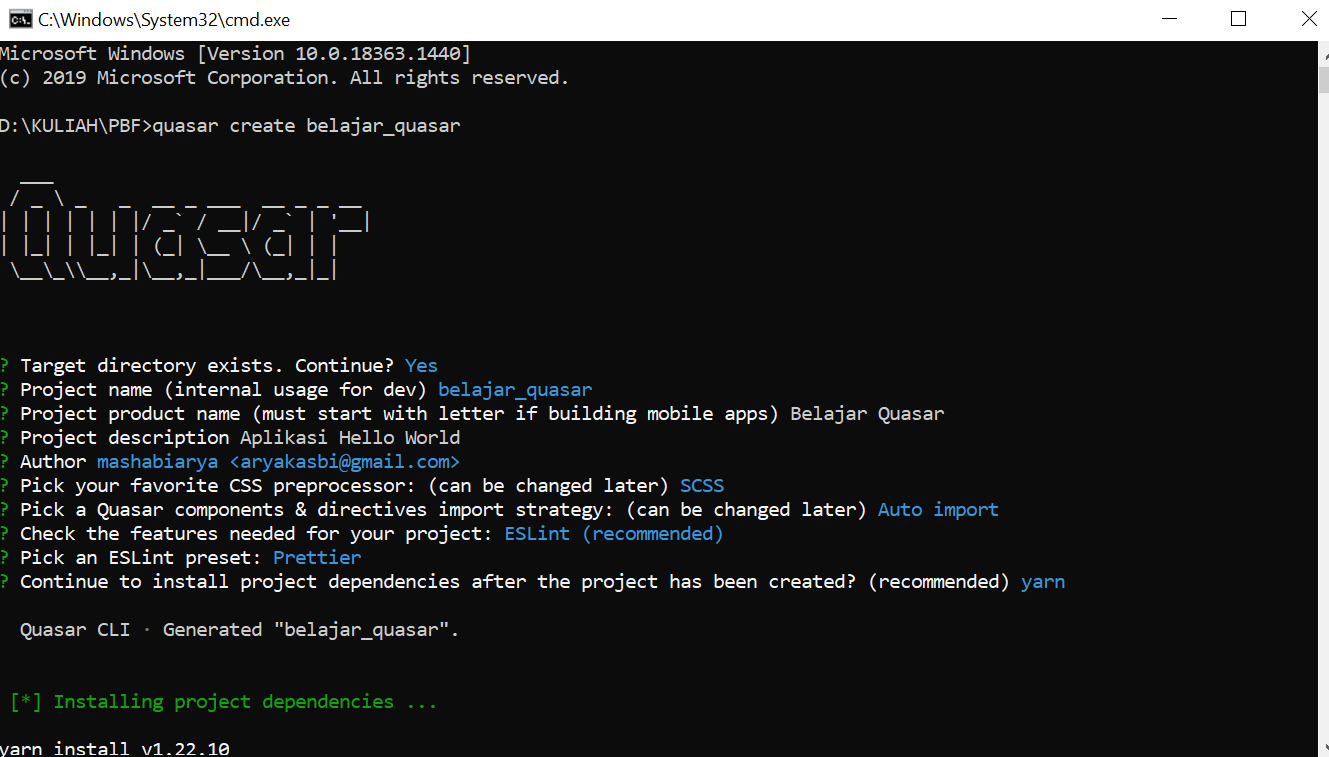 C:\Windows\System32\cmd.exe
Microsoft Windows [Version 10.0.18363.1440]
(c) 2019 Microsoft Corporation. All rights reserved.
D:\KULIAH\PBF>quasar create belajar_quasar
Quasar
? Target directory exists. Continue? Yes
? Project name (internal usage for dev) belajar_quasar
? Project product name (must start with letter if building mobile apps) Belajar Quasar
? Project description Aplikasi Hello World
? Author mashabiarya <aryakasbi@gmail.com>
? Pick your favorite CSS preprocessor: (can be changed later) SCSS
? Pick a Quasar components & directives import strategy: (can be changed later) Auto import
? Check the features needed for your project: ESLint (recommended)
? Pick an ESLint preset: Prettier
? Continue to install project dependencies after the project has been created? (recommended) yarn
Quasar CLI · Generated "belajar_quasar".
[*] Installing project dependencies ...
yarn install v1.22.10